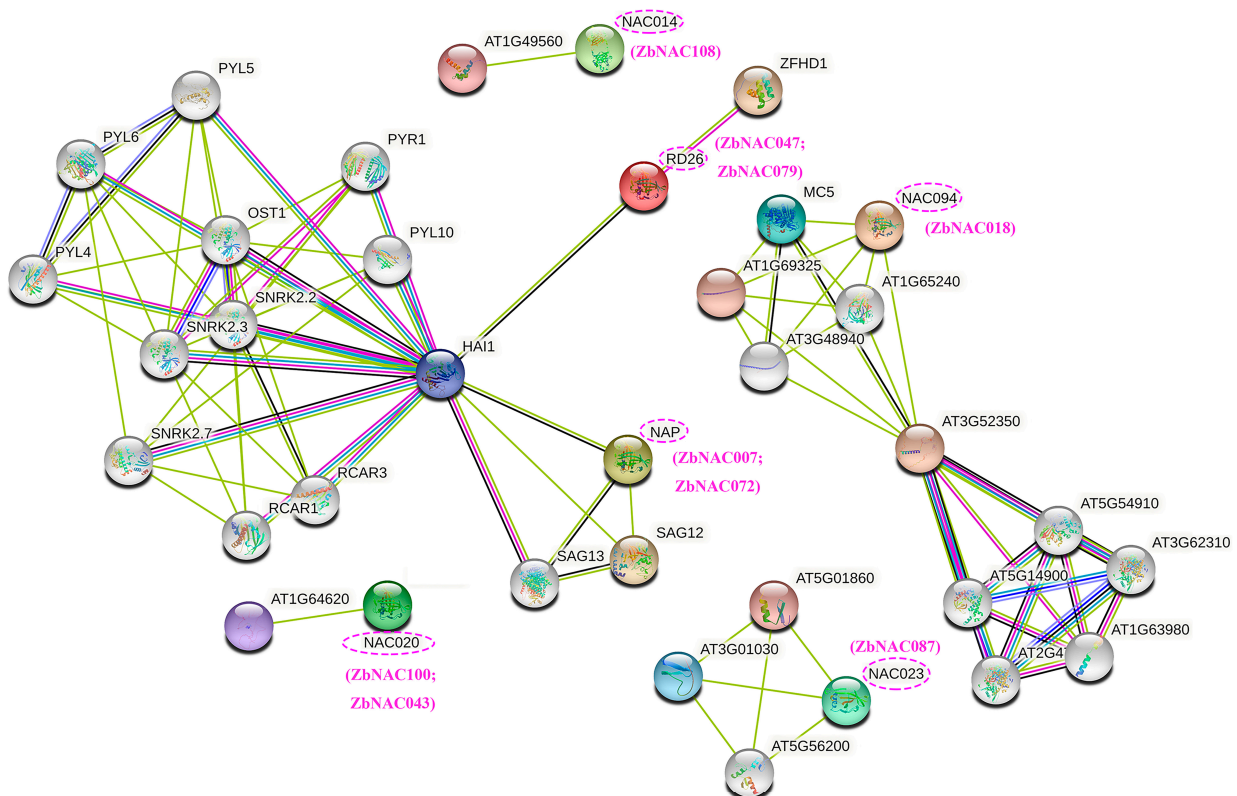 NAC014
AT1G49560
(ZbNAC108)
PYL5
ZFHD1
PYL6
PYR1
RD26
(ZbNAC047;
ZbNAC079)
MC5
NAC094
(ZbNAC018)
OST1
PYL10
PYL4
AT1G69325
AT1G65240
SNRK2.2
SNRK2.3
HAI1
AT3G48940
SNRK2.7
NAP
(ZbNAC007;
ZbNAC072)
AT3G52350
RCAR3
RCAR1
AT5G54910
SAG12
SAG13
AT3G62310
AT5G14900
AT5G01860
AT1G64620
NAC020
(ZbNAC100;
ZbNAC043)
AT1G63980
AT3G01030
(ZbNAC087)
NAC023
AT2G4
AT5G56200